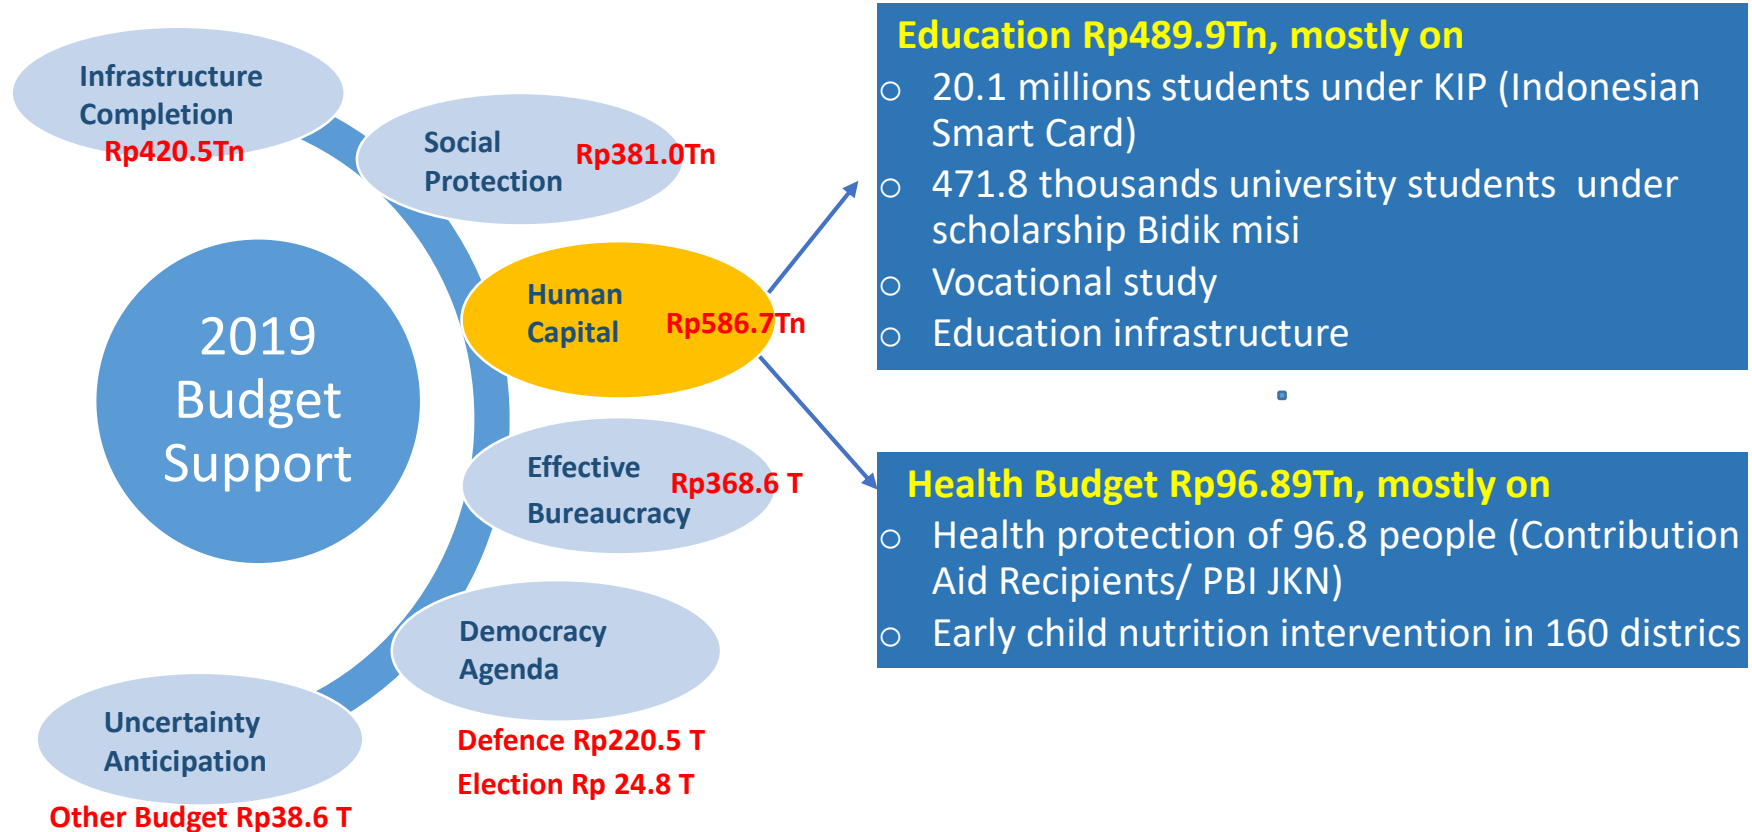 Infrastructure
Completion
Rp420.5Tn
Social
Protection
Rp381.0Tn
Human
Capital
Rp586.7Tn
Effective
Bureaucracy
Rp368.6 T
Democracy
Agenda
Defence Rp220.5 T
Election Rp 24.8 T
Uncertainty
Anticipation
Other Budget Rp38.6 T
2019
Budget
Support
Education Rp489.9Tn, mostly on
o 20.1 millions students under KIP (Indonesian
Smart Card)
o 471.8 thousands university students under
scholarship Bidik misi
o Vocational study
o Education infrastructure
Health Budget Rp96.89Tn, mostly on
o Health protection of 96.8 people (Contribution
Aid Recipients/ PBI JKN)
o Early child nutrition intervention in 160 districs